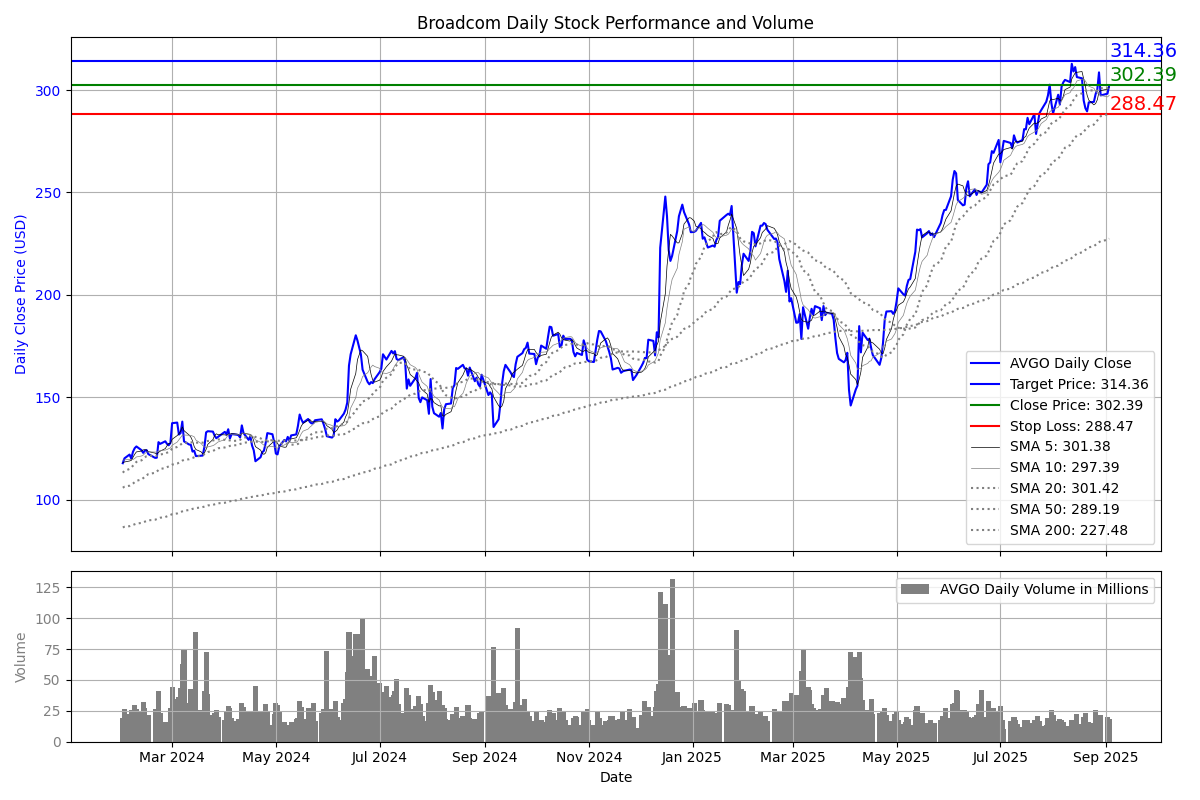 Broadcom Daily Stock Performance and Volume
314.36
302.39
288.47
300
250
200
150
100
Daily Close Price (USD)
AVGO Daily Close
Target Price: 314.36
Close Price: 302.39
Stop Loss: 288.47
SMA 5: 301.38
SMA 10: 297.39
SMA 20: 301.42
SMA 50: 289.19
SMA 200: 227.48
125
100
75
50
25
0
Volume
AVGO Daily Volume in Millions
Mar 2024 May 2024 Jul 2024 Sep 2024 Nov 2024 Jan 2025 Mar 2025 May 2025 Jul 2025 Sep 2025
Date